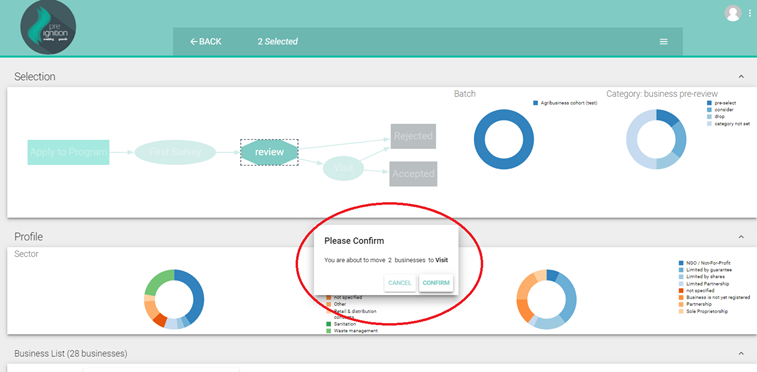 pre
ignition
BACK
2 Selected
Selection
Batch
Agribusiness cohort (test)
Category: business pre-review
pre-select
consider
drop
category not set
Apply to Program
First Survey
review
Visit
Rejected
Accepted
Profile
Sector
Please Confirm
You are about to move 2 businesses to Visit
CANCEL
CONFIRM
not specified
Other
Retail & distribution
Sanitation
Waste management
NGO / Not-For-Profit
Limited by guarantee
Limited by shares
Limited Partnership
not specified
Business is not yet registered
Partnership
Sole Proprietorship
Business List (28 businesses)